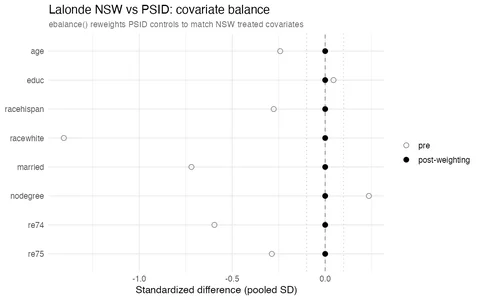 Lalonde NSW vs PSID: covariate balance
ebalance() reweights PSID controls to match NSW treated covariates
age
educ
racehispan
racewhite
married
nodegree
re74
re75
pre
post-weighting
-1.0
-0.5
0.0
Standardized difference (pooled SD)